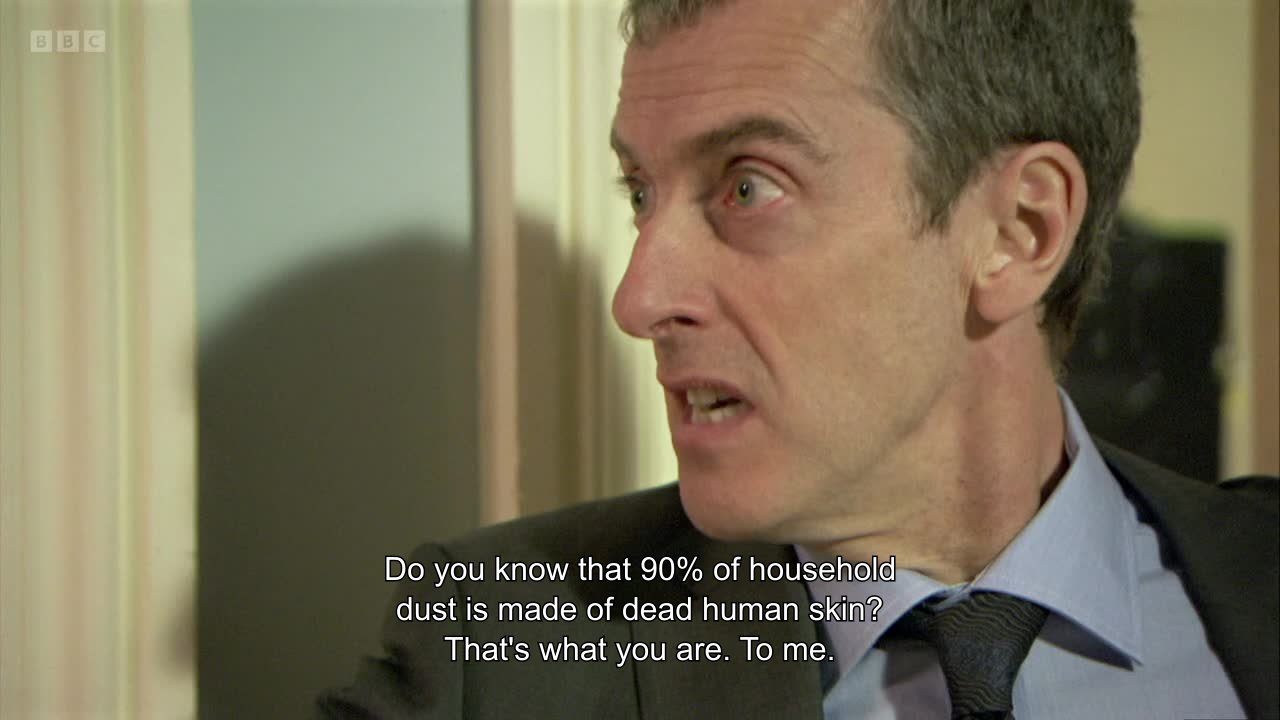 BBC
Do you know that 90% of household
dust is made of dead human skin?
That's what you are. To me.